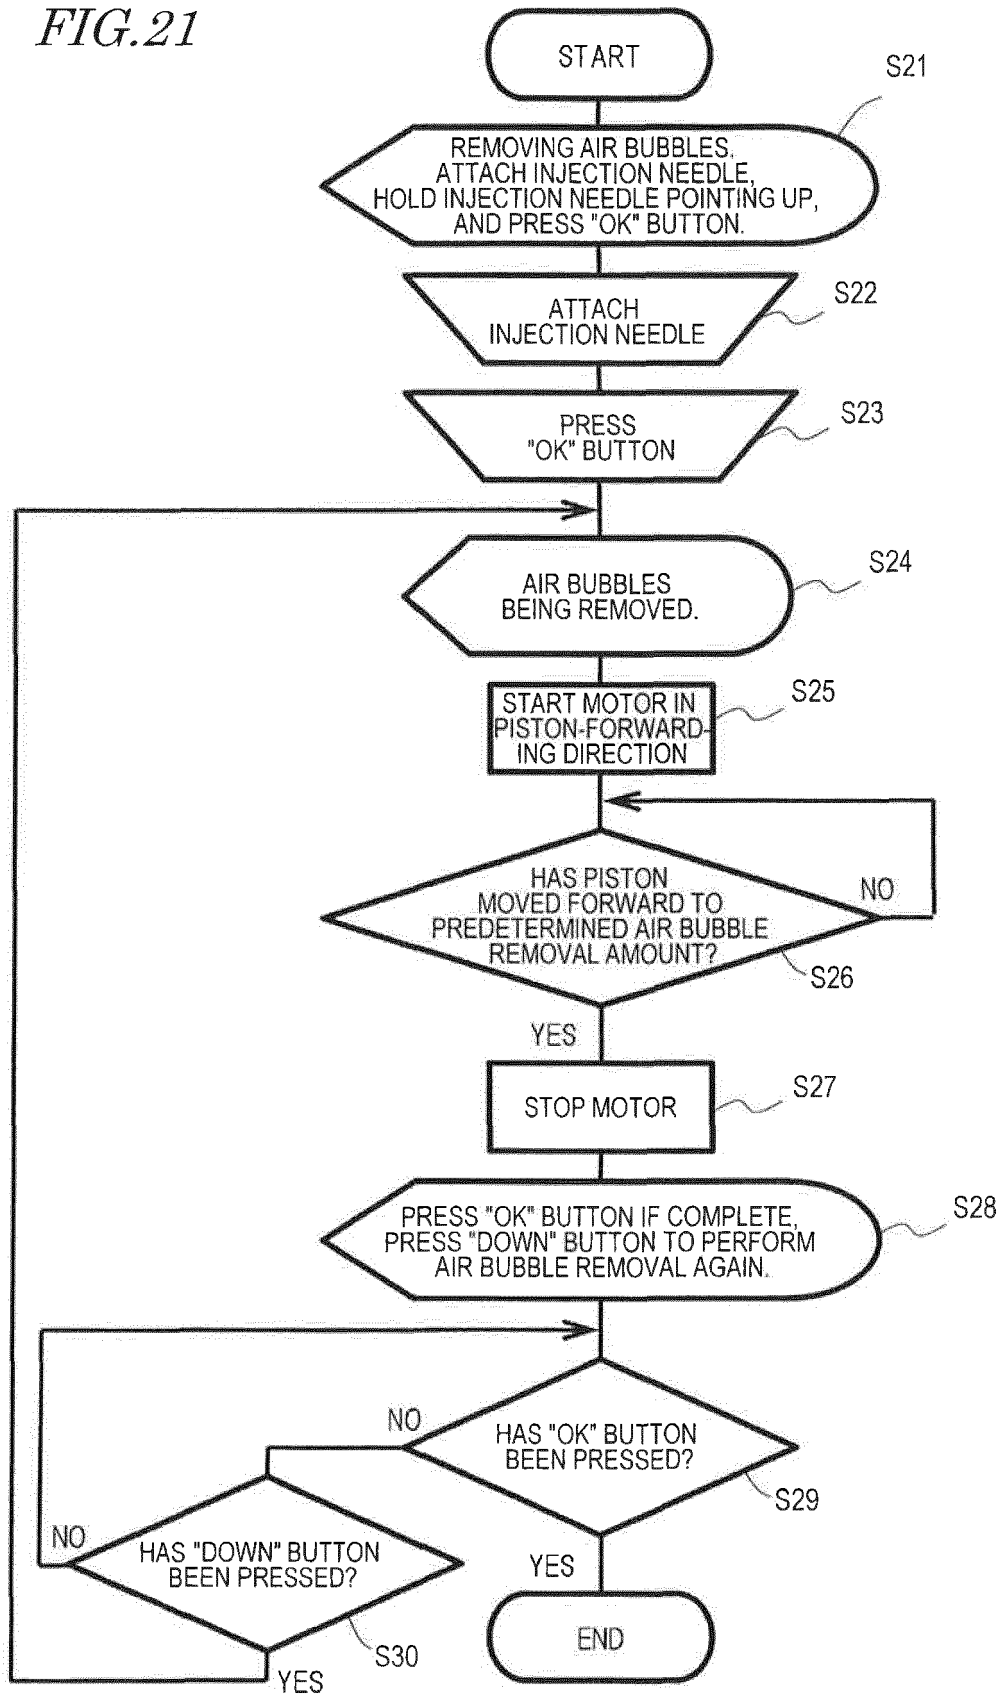 FIG.21
START
S21
REMOVING AIR BUBBLES.
ATTACH INJECTION NEEDLE,
HOLD INJECTION NEEDLE POINTING UP,
AND PRESS "OK" BUTTON.
S22
ATTACH
INJECTION NEEDLE
S23
PRESS
"OK" BUTTON
S24
AIR BUBBLES
BEING REMOVED.
S25
START MOTOR IN
PISTON-FORWARD-
ING DIRECTION
HAS PISTON
MOVED FORWARD TO
PREDETERMINED AIR BUBBLE
REMOVAL AMOUNT?
NO
S26
YES
STOP MOTOR
S27
S28
PRESS "OK" BUTTON IF COMPLETE,
PRESS "DOWN" BUTTON TO PERFORM
AIR BUBBLE REMOVAL AGAIN.
NO
HAS "OK" BUTTON
BEEN PRESSED?
S29
NO
HAS "DOWN" BUTTON
BEEN PRESSED?
YES
END
S30
YES